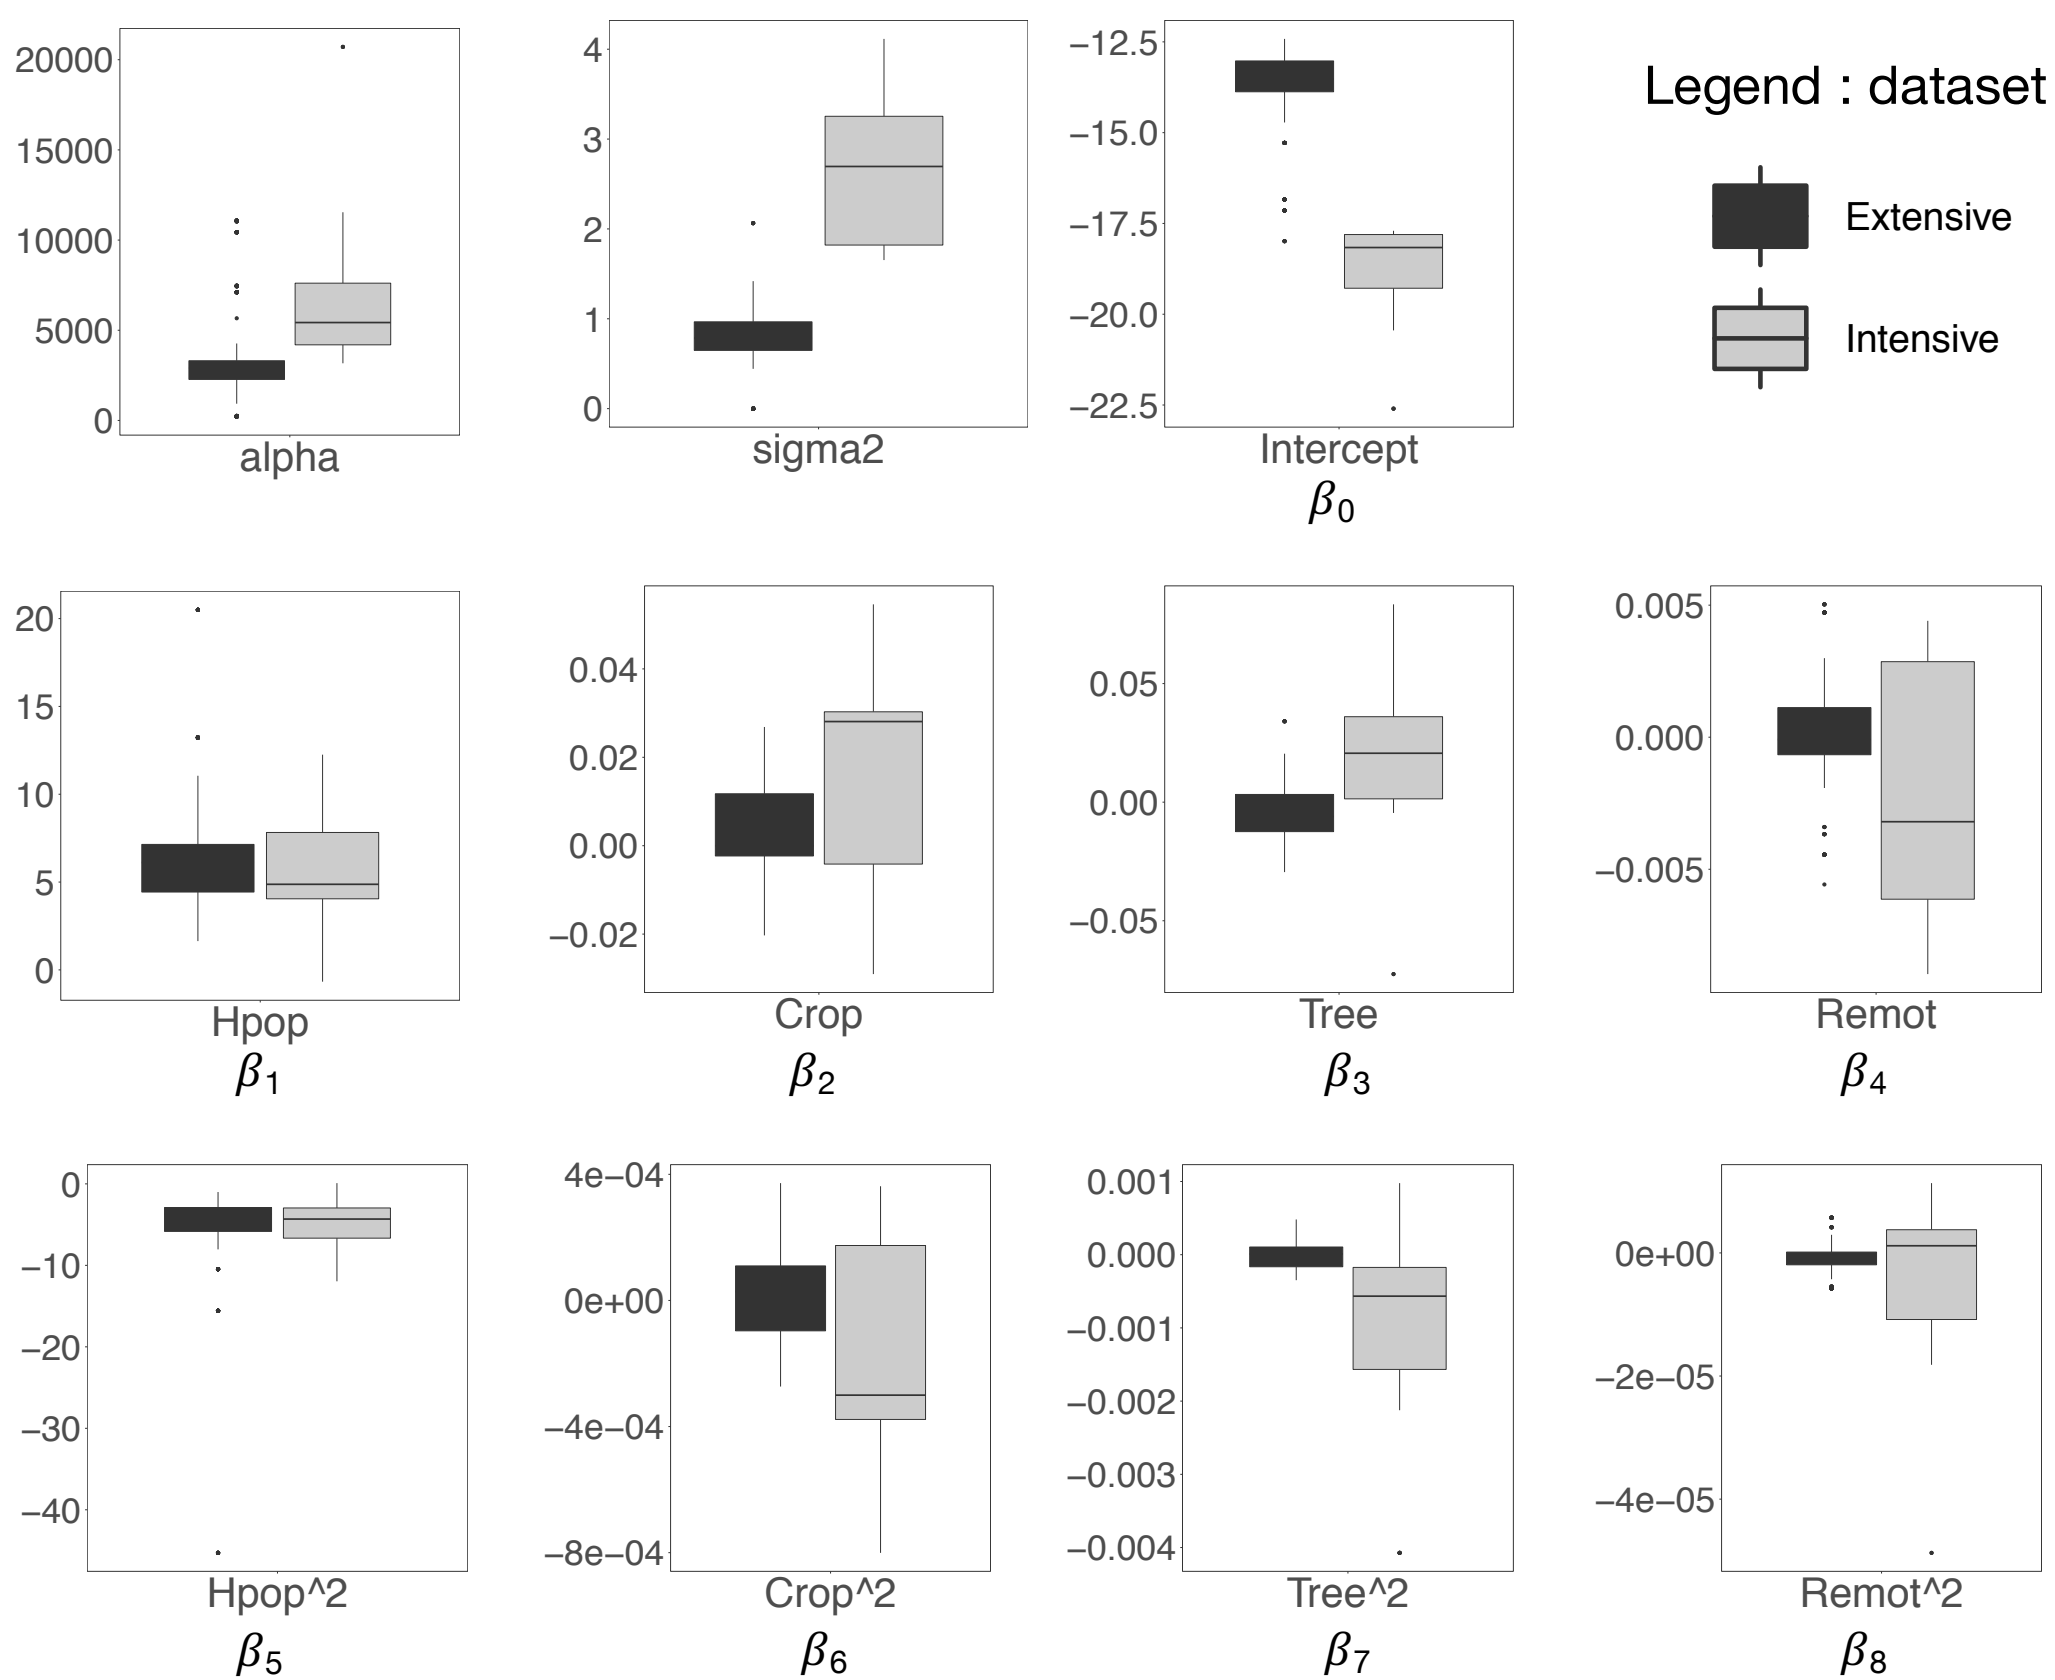 20000
15000
10000
5000
0
alpha
4
3
2
1
0
sigma2
−12.5
−15.0
−17.5
−20.0
−22.5
Intercept
β0
Legend : dataset
Extensive
Intensive
20
15
10
5
0
Hpop
β1
0.04
0.02
0.00
−0.02
Crop
β2
0.05
0.00
−0.05
Tree
β3
0.005
0.000
−0.005
Remot
β4
0
−10
−20
−30
−40
Hpop^2
β5
4e−04
0e+00
−4e−04
−8e−04
Crop^2
β6
0.001
0.000
−0.001
−0.002
−0.003
−0.004
Tree^2
β7
0e+00
−2e−05
−4e−05
Remot^2
β8